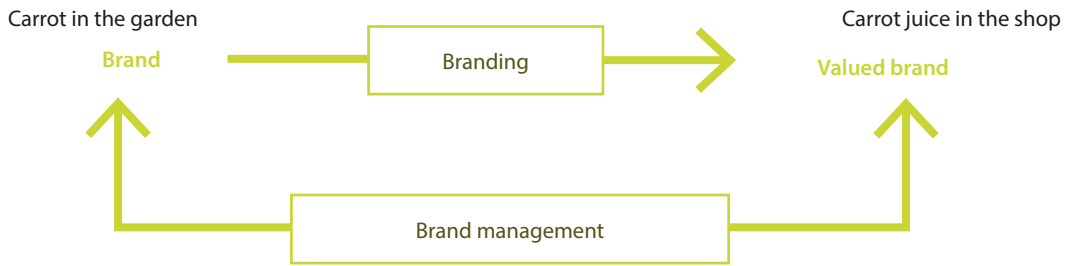 Carrot in the garden
Carrot juice in the shop
Brand
Branding
Valued brand
Brand management